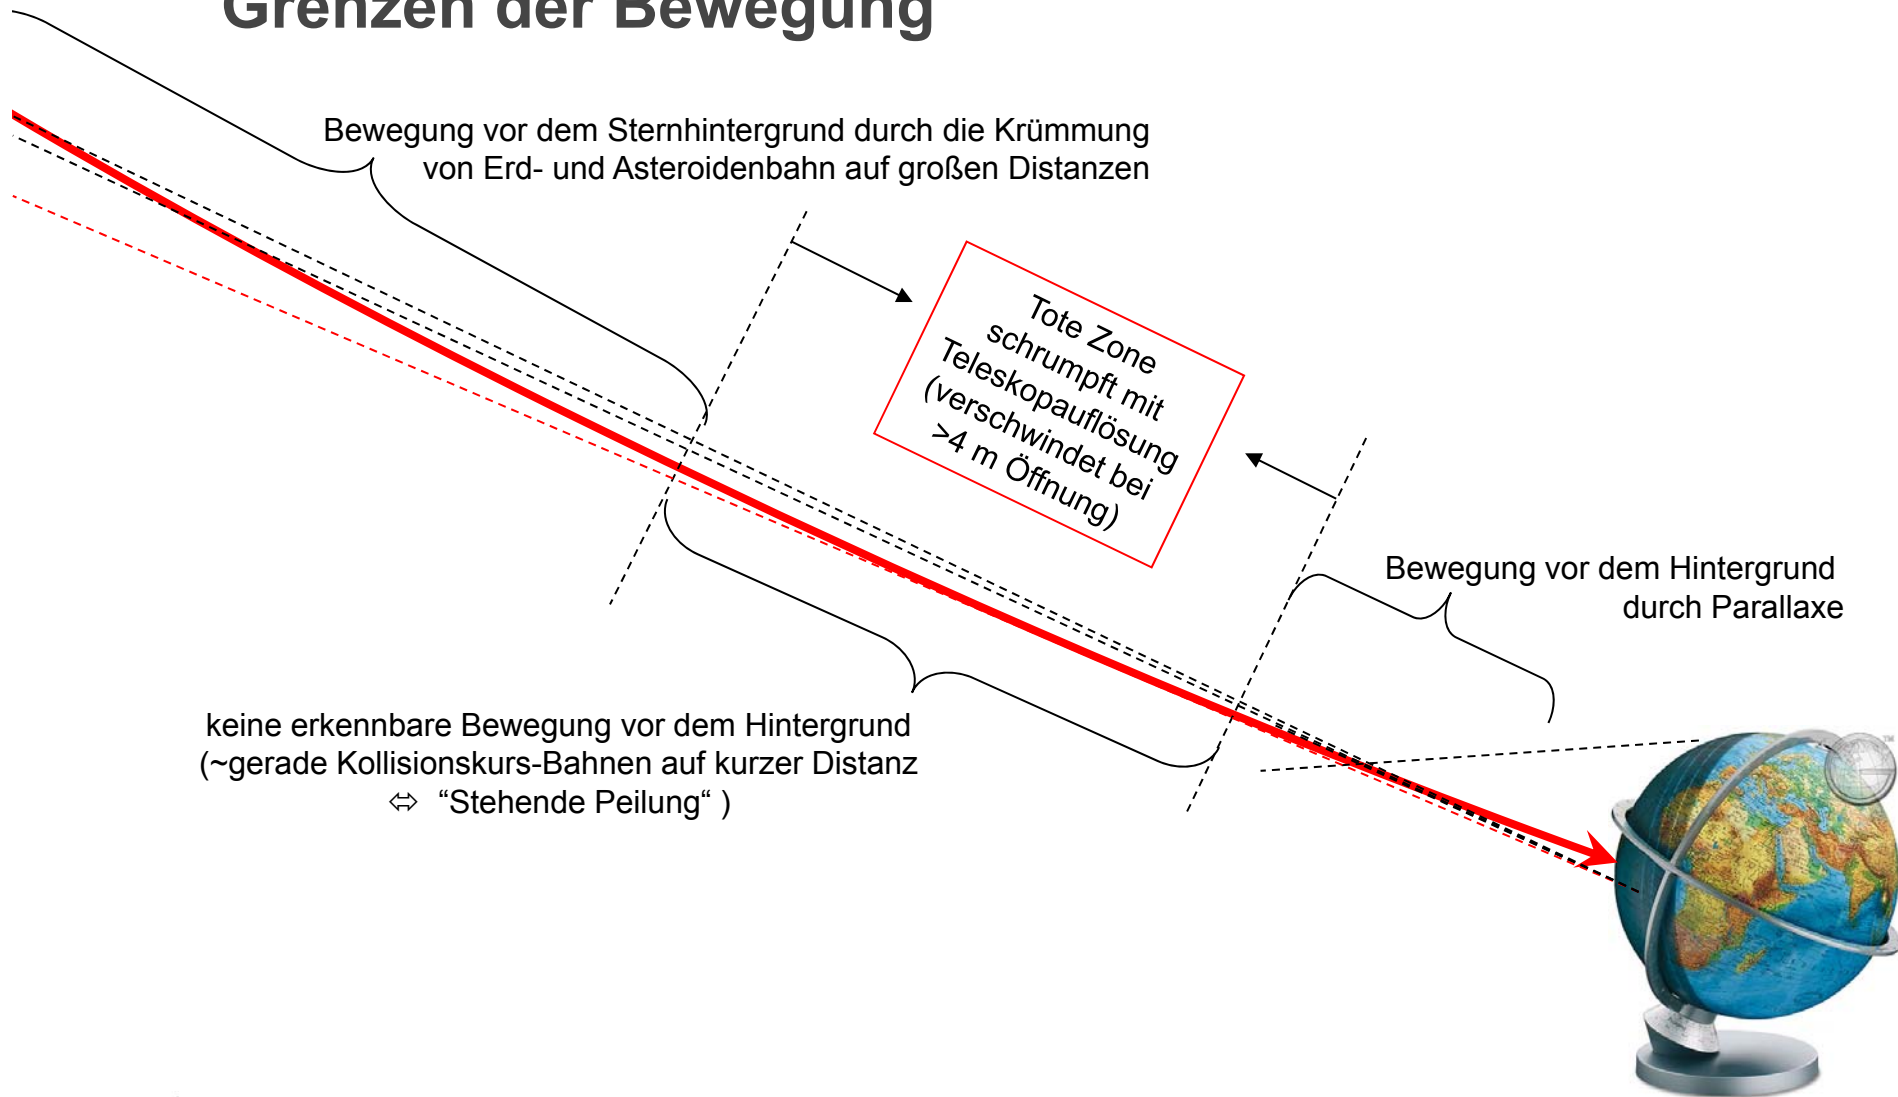 Grenzen der Bewegung
Bewegung vor dem Sternhintergrund durch die Krümmung
von Erd- und Asteroidenbahn auf großen Distanzen
Tote Zone
schrumpft mit
Teleskopauflösung
(verschwindet bei
>4 m Öffnung)
Bewegung vor dem Hintergrund
durch Parallaxe
keine erkennbare Bewegung vor dem Hintergrund
(~gerade Kollisionskurs-Bahnen auf kurzer Distanz
⇔ “Stehende Peilung“ )